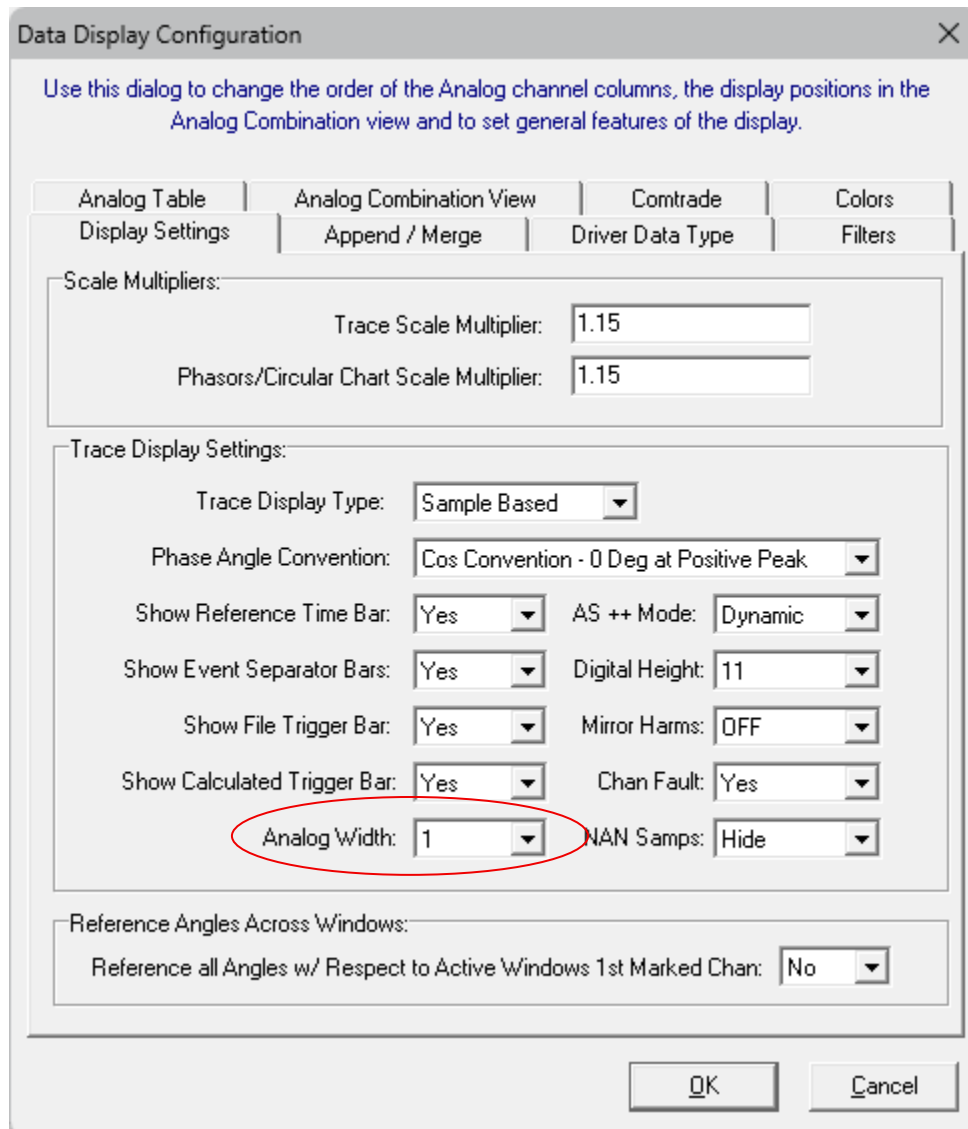 Data Display Configuration
Use this dialog to change the order of the Analog channel columns, the display positions in the
Analog Combination view and to set general features of the display.
Analog Table Analog Combination View Comtrade Colors
Display Settings Append / Merge Driver Data Type Filters
Scale Multipliers:
Trace Scale Multiplier: 1.15
Phasors/Circular Chart Scale Multiplier: 1.15
Trace Display Settings:
Trace Display Type: Sample Based
Phase Angle Convention: Cos Convention - 0 Deg at Positive Peak
Show Reference Time Bar: Yes AS ++ Mode: Dynamic
Show Event Separator Bars: Yes Digital Height: 11
Show File Trigger Bar: Yes Mirror Harms: OFF
Show Calculated Trigger Bar: Yes Chan Fault: Yes
Analog Width: 1 NAN Samps: Hide
Reference Angles Across Windows:
Reference all Angles w/ Respect to Active Windows 1st Marked Chan: No
OK Cancel